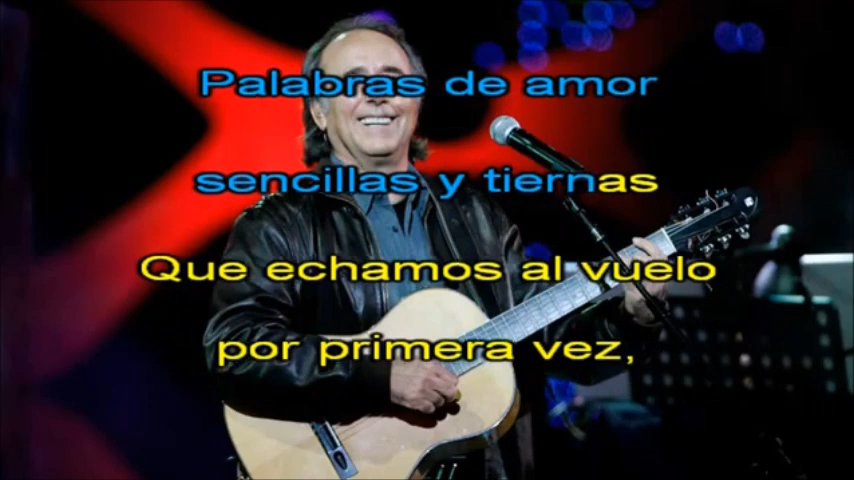 Palabras de amor
sencillas y tiernas
Que echamos al vuelo
por primera vez,